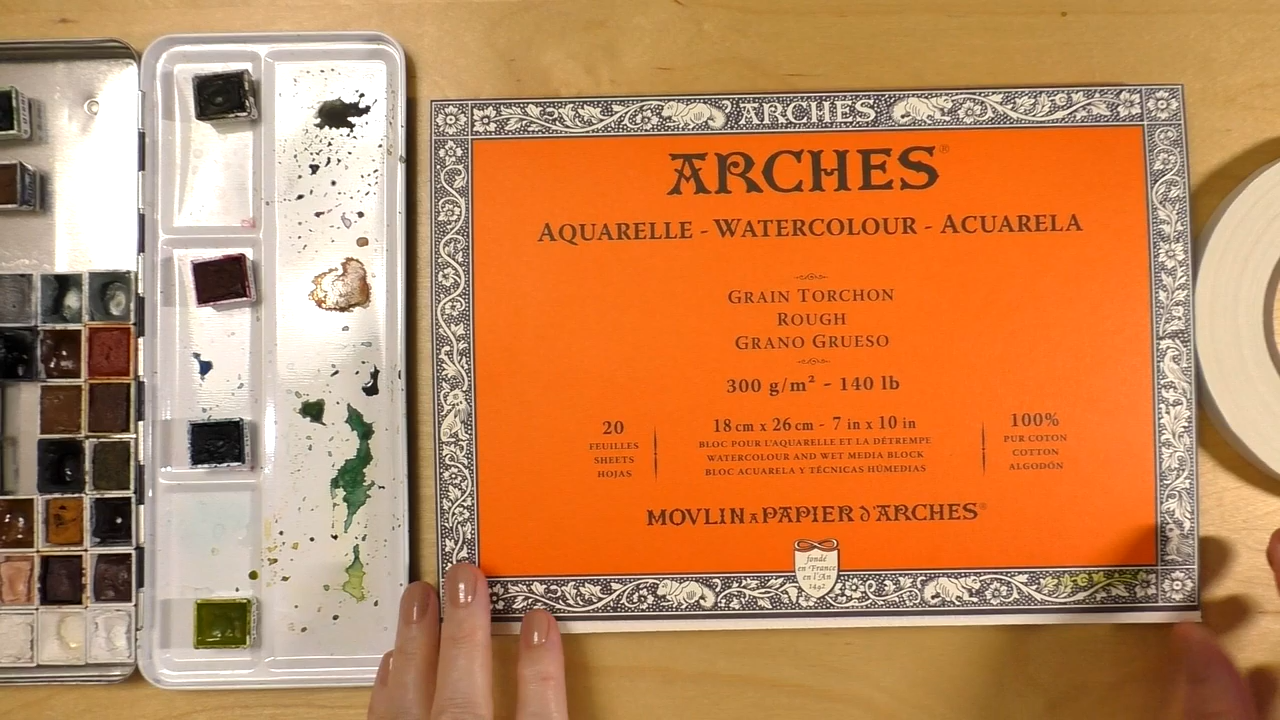 ARCHES
ARCHES®
AQUARELLE - WATERCOLOUR - ACUARELA
GRAIN TORCHON
ROUGH
GRANO GRUESO
300 g/m² - 140 lb
20
FEUILLES
SHEETS
HOJAS
18 cm x 26 cm - 7 in x 10 in
BLOC POUR L'AQUARELLE ET LA DÉTREMPE
WATERCOLOUR AND WET MEDIA BLOCK
BLOC ACUARELA Y TÉCNICAS HÚMEDIAS
100%
PUR COTON
COTTON
ALGODÓN
MOVLIN A PAPIER D'ARCHES®
fondé
en France
en l'An
1492